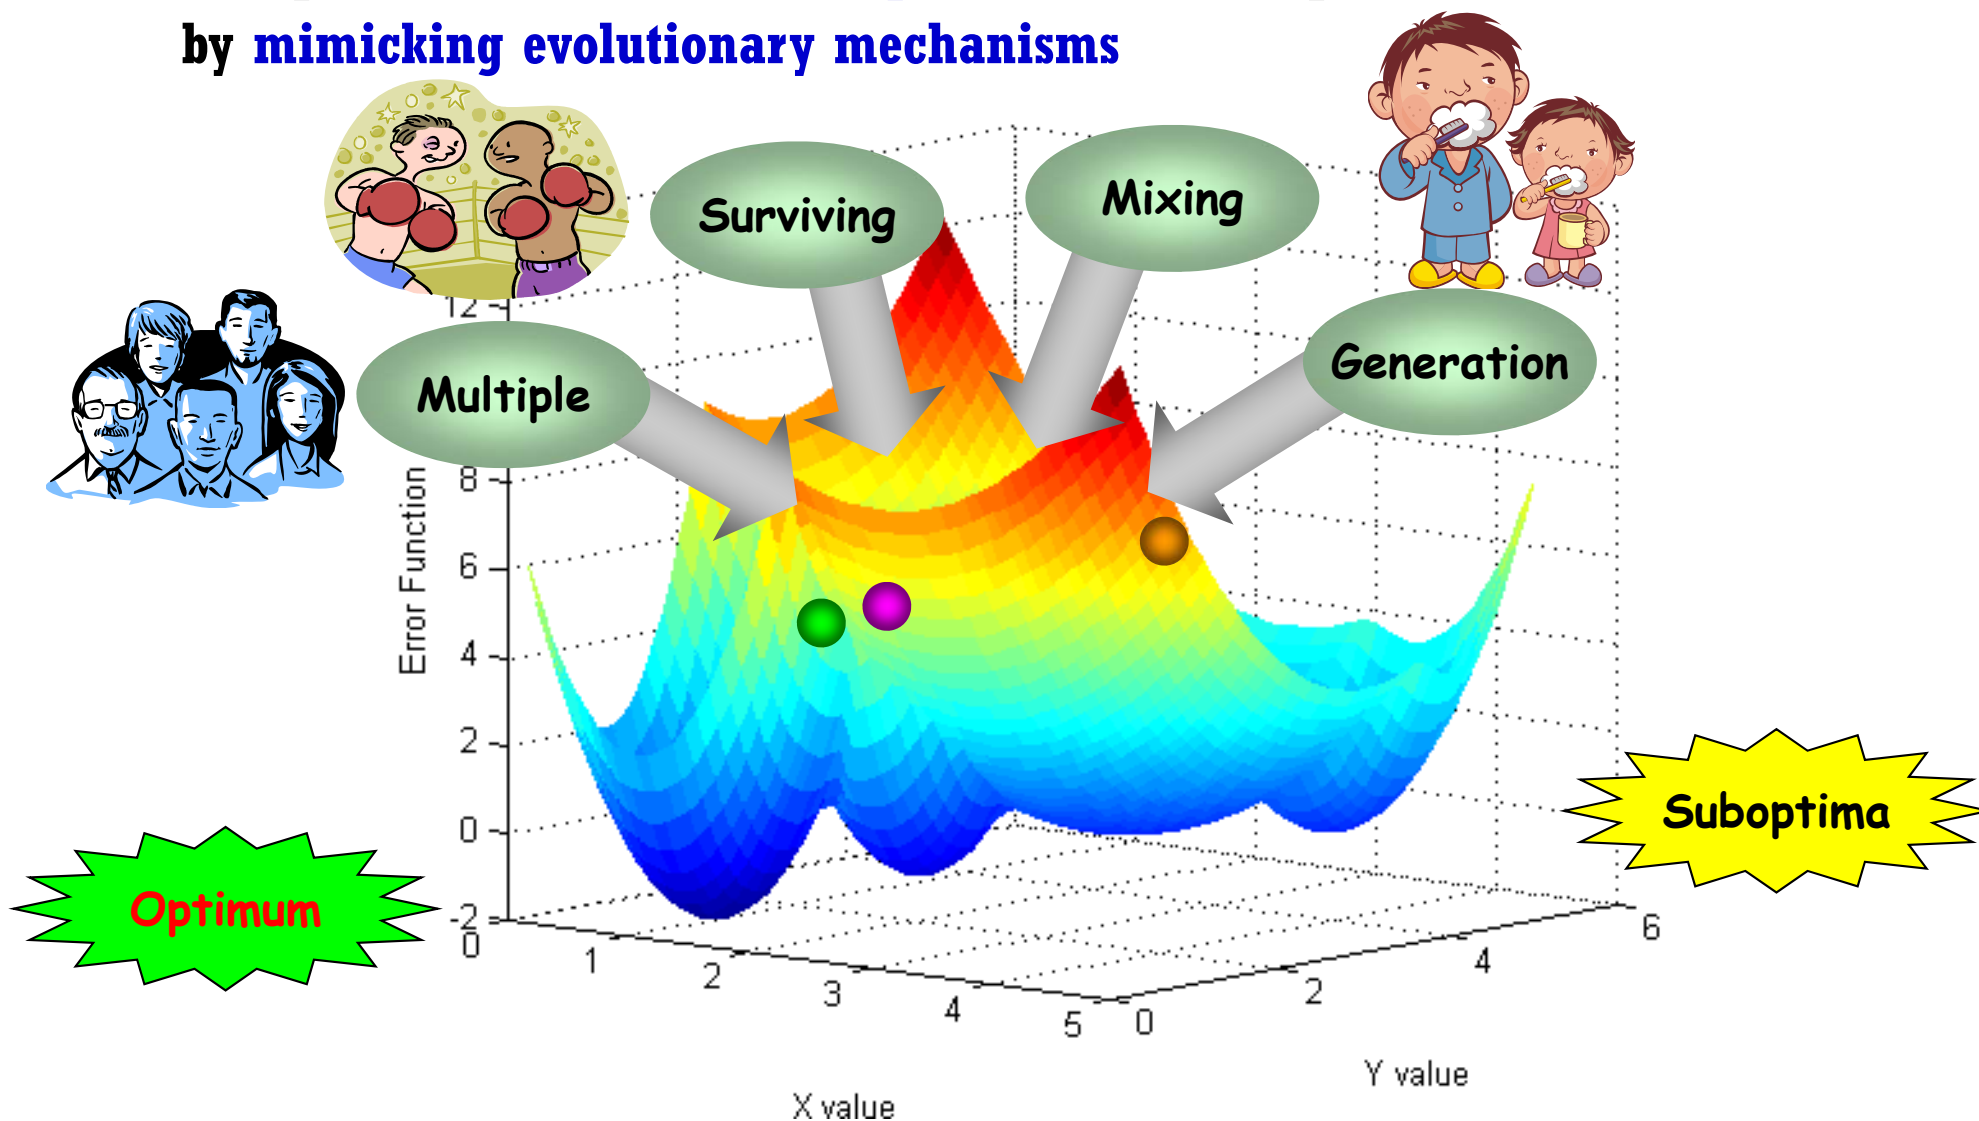 by mimicking evolutionary mechanisms
Surviving
Mixing
Multiple
Generation
12
8
6
4
2
0
-2
Error Function
0
1
2
3
4
5
X value
0
2
4
6
Y value
Optimum
Suboptima